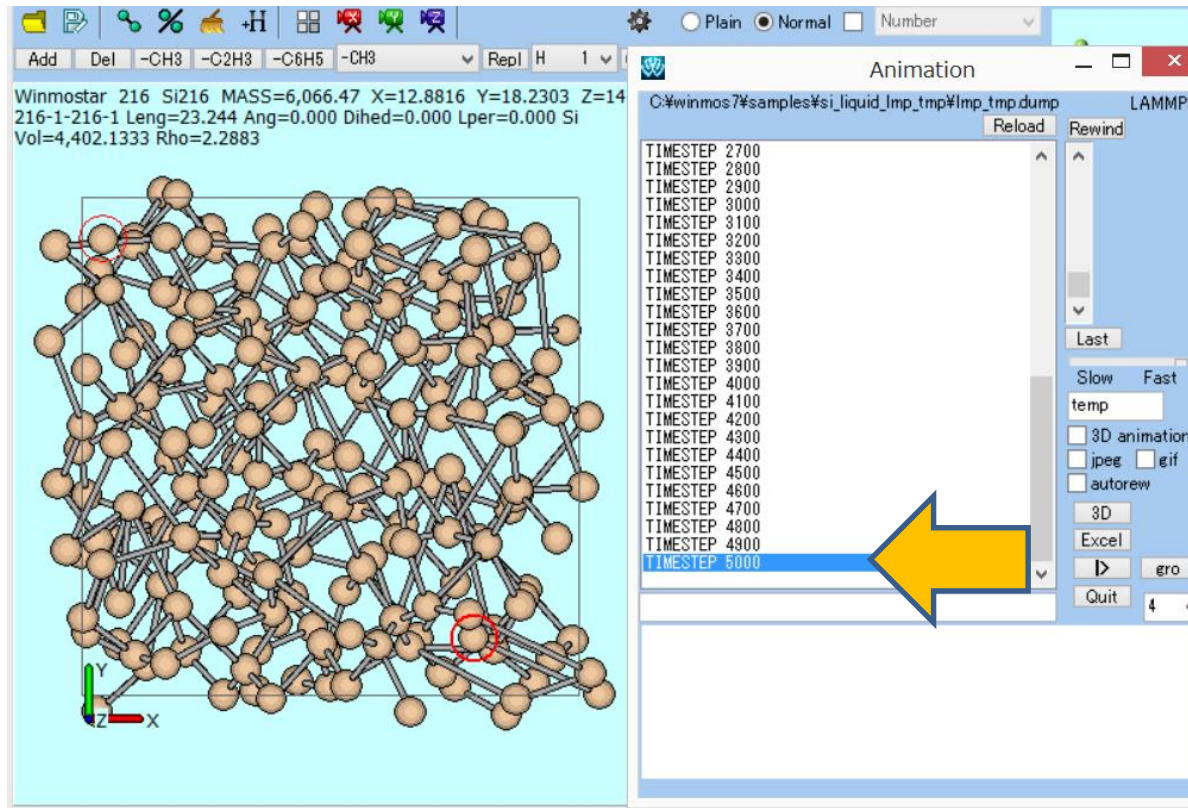 +H
Plain Normal Number
Add Del -CH3 -C2H3 -C6H5 -CH3 Repl H 1
Animation
Winmostar 216 Si216 MASS=6,066.47 X=12.8816 Y=18.2303 Z=14
216-1-216-1 Leng=23.244 Ang=0.000 Dihed=0.000 Lper=0.000 Si
Vol=4,402.1333 Rho=2.2883
C:¥winmos7¥samples¥si_liquid_lmp_tmp¥lmp_tmp.dump
LAMMP
Reload
Rewind
TIMESTEP 2700
TIMESTEP 2800
TIMESTEP 2900
TIMESTEP 3000
TIMESTEP 3100
TIMESTEP 3200
TIMESTEP 3300
TIMESTEP 3400
TIMESTEP 3500
TIMESTEP 3600
TIMESTEP 3700
TIMESTEP 3800
TIMESTEP 3900
TIMESTEP 4000
TIMESTEP 4100
TIMESTEP 4200
TIMESTEP 4300
TIMESTEP 4400
TIMESTEP 4500
TIMESTEP 4600
TIMESTEP 4700
TIMESTEP 4800
TIMESTEP 4900
TIMESTEP 5000
Last
Slow Fast
temp
3D animation
jpeg gif
autorew
3D
Excel
|> gro
Quit 4
Y
Z X